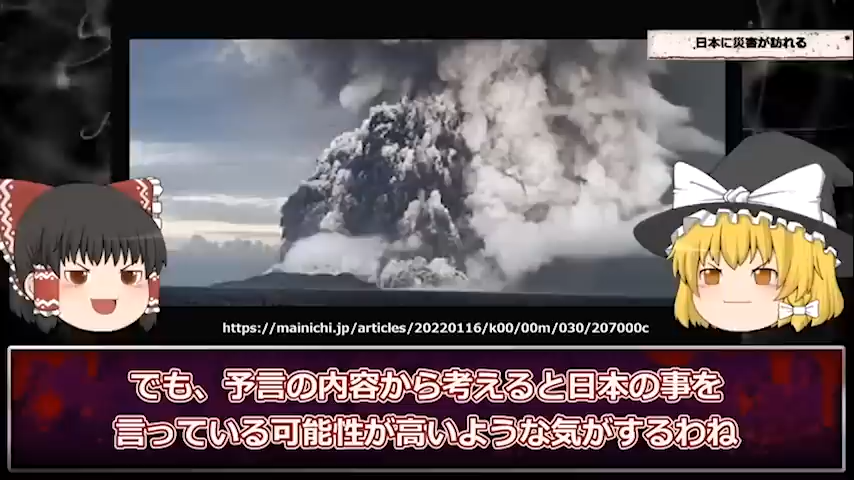 日本に災害が訪れる
https://mainichi.jp/articles/20220116/k00/00m/030/207000c
でも、予言の内容から考えると日本の事を
言っている可能性が高いような気がするわね